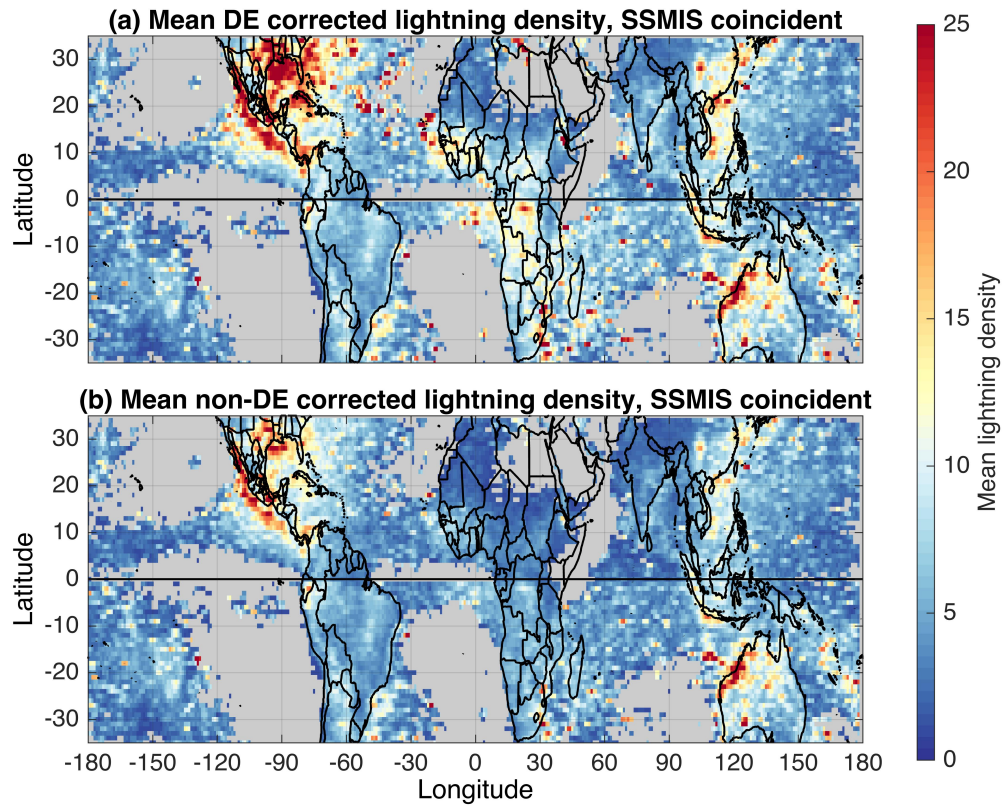 (a) Mean DE corrected lightning density, SSMIS coincident
30
20
10
0
-10
-20
-30
Latitude
(b) Mean non-DE corrected lightning density, SSMIS coincident
30
20
10
0
-10
-20
-30
Latitude
-180 -150 -120 -90 -60 -30 0 30 60 90 120 150 180
Longitude
25
20
15
10
5
0
Mean lightning density